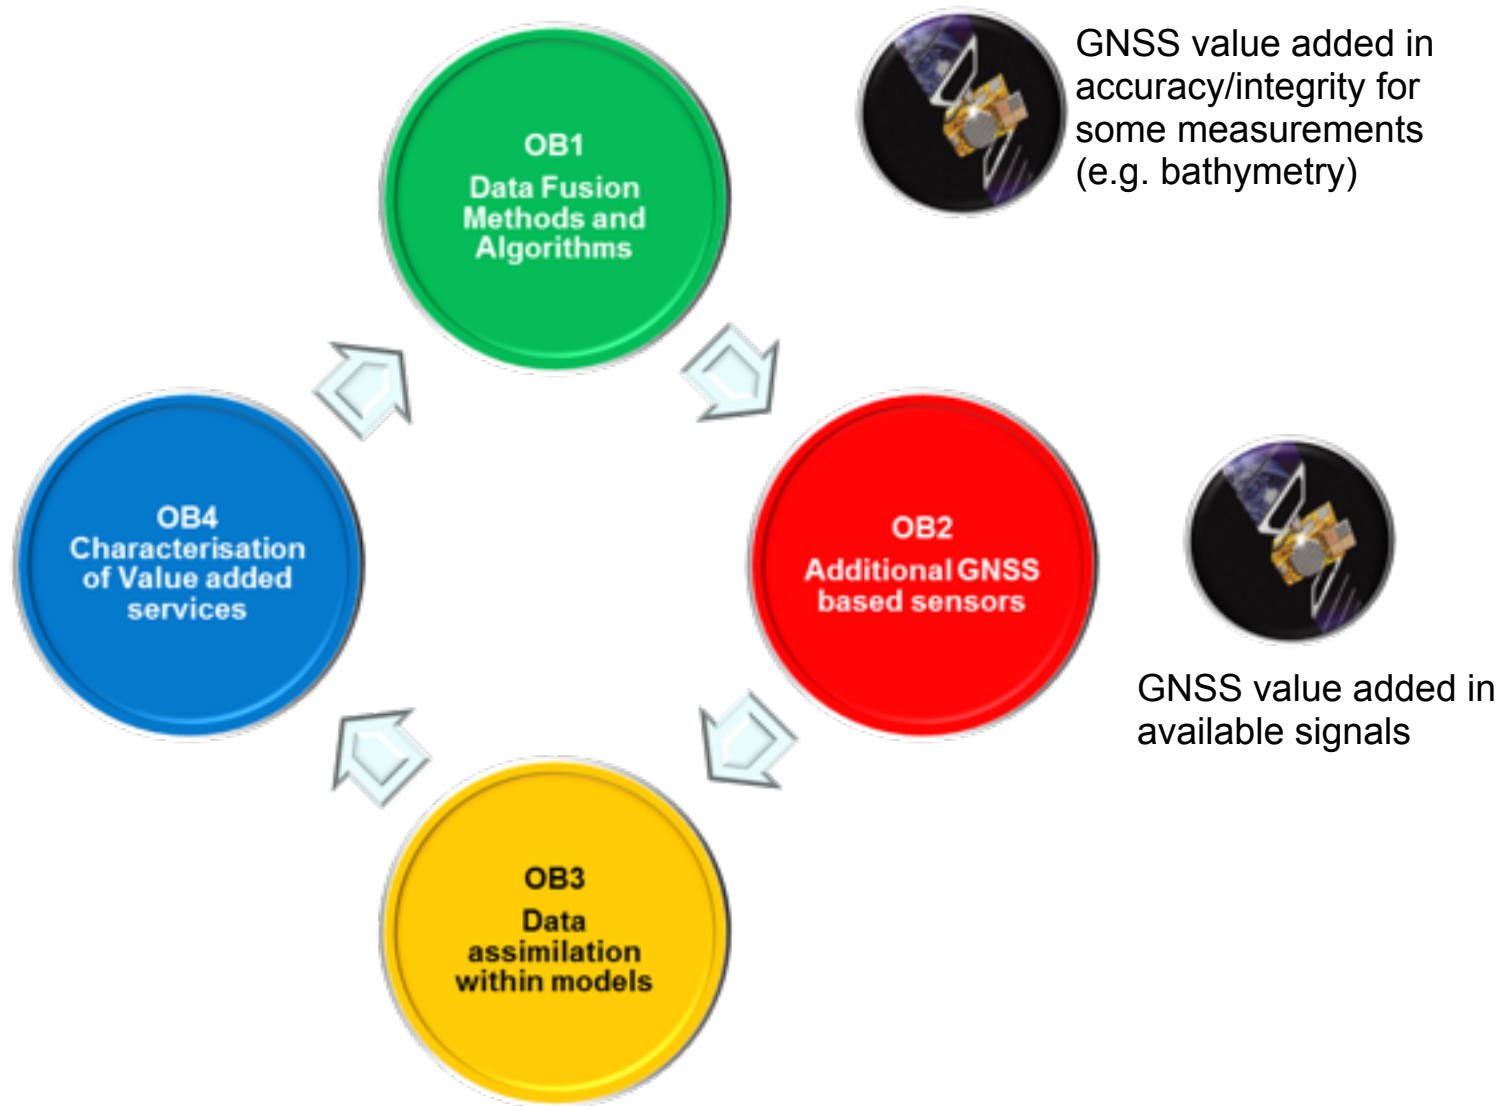 OB1
Data Fusion
Methods and
Algorithms
GNSS value added in
accuracy/integrity for
some measurements
(e.g. bathymetry)
OB2
Additional GNSS
based sensors
GNSS value added in
available signals
OB3
Data
assimilation
within models
OB4
Characterisation
of Value added
services